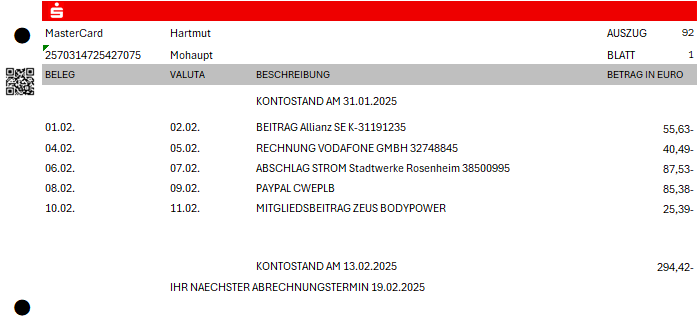 MasterCard Hartmut AUSZUG 92
2570314725427075 Mohaupt BLATT 1
BELEG VALUTA BESCHREIBUNG BETRAG IN EURO
KONTOSTAND AM 31.01.2025
01.02. 02.02. BEITRAG Allianz SE K-31191235 55,63-
04.02. 05.02. RECHNUNG VODAFONE GMBH 32748845 40,49-
06.02. 07.02. ABSCHLAG STROM Stadtwerke Rosenheim 38500995 87,53-
08.02. 09.02. PAYPAL CWEPLB 85,38-
10.02. 11.02. MITGLIEDSBEITRAG ZEUS BODYPOWER 25,39-
KONTOSTAND AM 13.02.2025 294,42-
IHR NAECHSTER ABRECHNUNGSTERMIN 19.02.2025